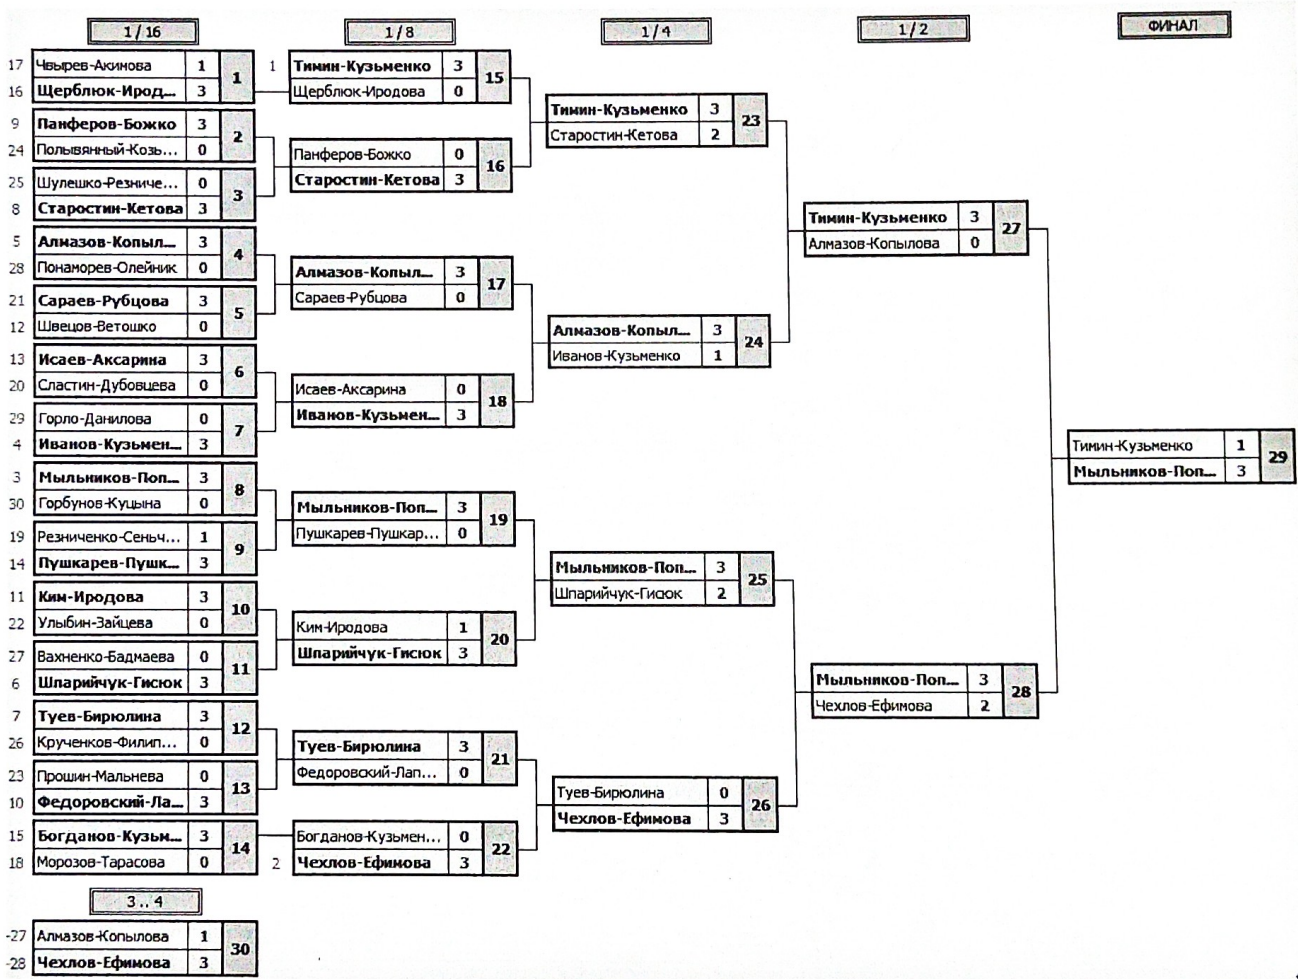 1/16
1/8
1/4
1/2
ФИНАЛ
17 Чвырев-Акимова 1
16 Щерблюк-Ирод... 3
1
9 Панферов-Божко 3
24 Полывянный-Козь... 0
2
25 Шулешко-Резниче... 0
8 Старостин-Кетова 3
3
5 Алмазов-Копыл... 3
28 Понаморев-Олейник 0
4
21 Сараев-Рубцова 3
12 Швецов-Ветошко 0
5
13 Исаев-Аксарина 3
20 Сластин-Дубовцева 0
6
29 Горло-Данилова 0
4 Иванов-Кузьмен... 3
7
3 Мыльников-Поп... 3
30 Горбунов-Куцына 0
8
19 Резниченко-Сеньч... 1
14 Пушкарев-Пушк... 3
9
11 Ким-Иродова 3
22 Улыбин-Зайцева 0
10
27 Вахненко-Бадмаева 0
6 Шпарийчук-Гисюк 3
11
7 Туев-Бирюлина 3
26 Крученков-Филип... 0
12
23 Прошин-Мальнева 0
10 Федоровский-Ла... 3
13
15 Богданов-Кузьм... 3
18 Морозов-Тарасова 0
14
1 Тимин-Кузьменко 3
Щерблюк-Иродова 0
15
Панферов-Божко 0
Старостин-Кетова 3
16
Алмазов-Копыл... 3
Сараев-Рубцова 0
17
Исаев-Аксарина 0
Иванов-Кузьмен... 3
18
Мыльников-Поп... 3
Пушкарев-Пушкар... 0
19
Ким-Иродова 1
Шпарийчук-Гисюк 3
20
Туев-Бирюлина 3
Федоровский-Лап... 0
21
Богданов-Кузьмен... 0
2 Чехлов-Ефимова 3
22
Тимин-Кузьменко 3
Старостин-Кетова 2
23
Алмазов-Копыл... 3
Иванов-Кузьменко 1
24
Мыльников-Поп... 3
Шпарийчук-Гисюк 2
25
Туев-Бирюлина 0
Чехлов-Ефимова 3
26
Тимин-Кузьменко 3
Алмазов-Копылова 0
27
Мыльников-Поп... 3
Чехлов-Ефимова 2
28
Тимин-Кузьменко 1
Мыльников-Поп... 3
29
3..4
-27 Алмазов-Копылова 1
-28 Чехлов-Ефимова 3
30